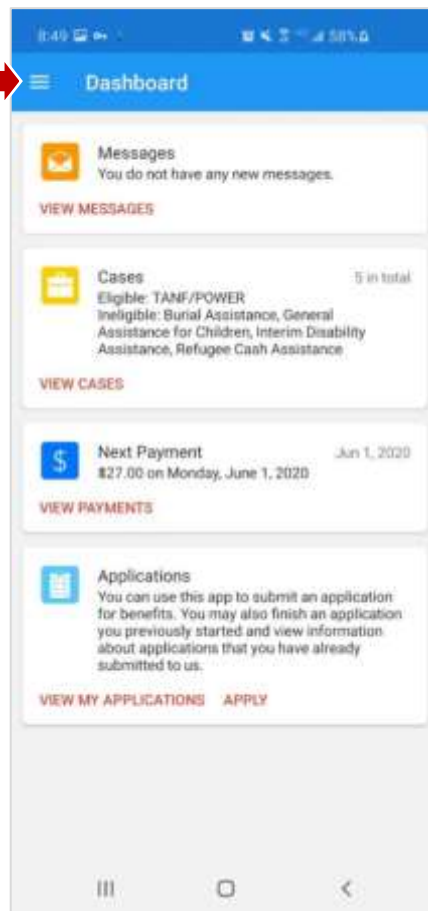 8:49
58%
Dashboard
Messages
You do not have any new messages.
VIEW MESSAGES
Cases
5 in total
Eligible: TANF/POWER
Ineligible: Burial Assistance, General
Assistance for Children, Interim Disability
Assistance, Refugee Cash Assistance
VIEW CASES
Next Payment
Jun 1, 2020
$27.00 on Monday, June 1, 2020
VIEW PAYMENTS
Applications
You can use this app to submit an application
for benefits. You may also finish an application
you previously started and view information
about applications that you have already
submitted to us.
VIEW MY APPLICATIONS APPLY